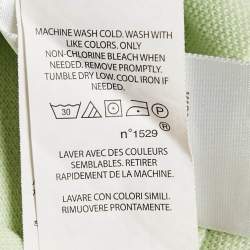 MACHINE WASH COLD. WASH WITH
LIKE COLORS. ONLY
NON-CHLORINE BLEACH WHEN
NEEDED. REMOVE PROMPTLY.
TUMBLE DRY LOW. COOL IRON IF
NEEDED.
30
n°1529
®
LAVER AVEC DES COULEURS
SEMBLABLES. RETIRER
RAPIDEMENT DE LA MACHINE.
LAVARE CON COLORI SIMILI.
RIMUOVERE PRONTAMENTE.